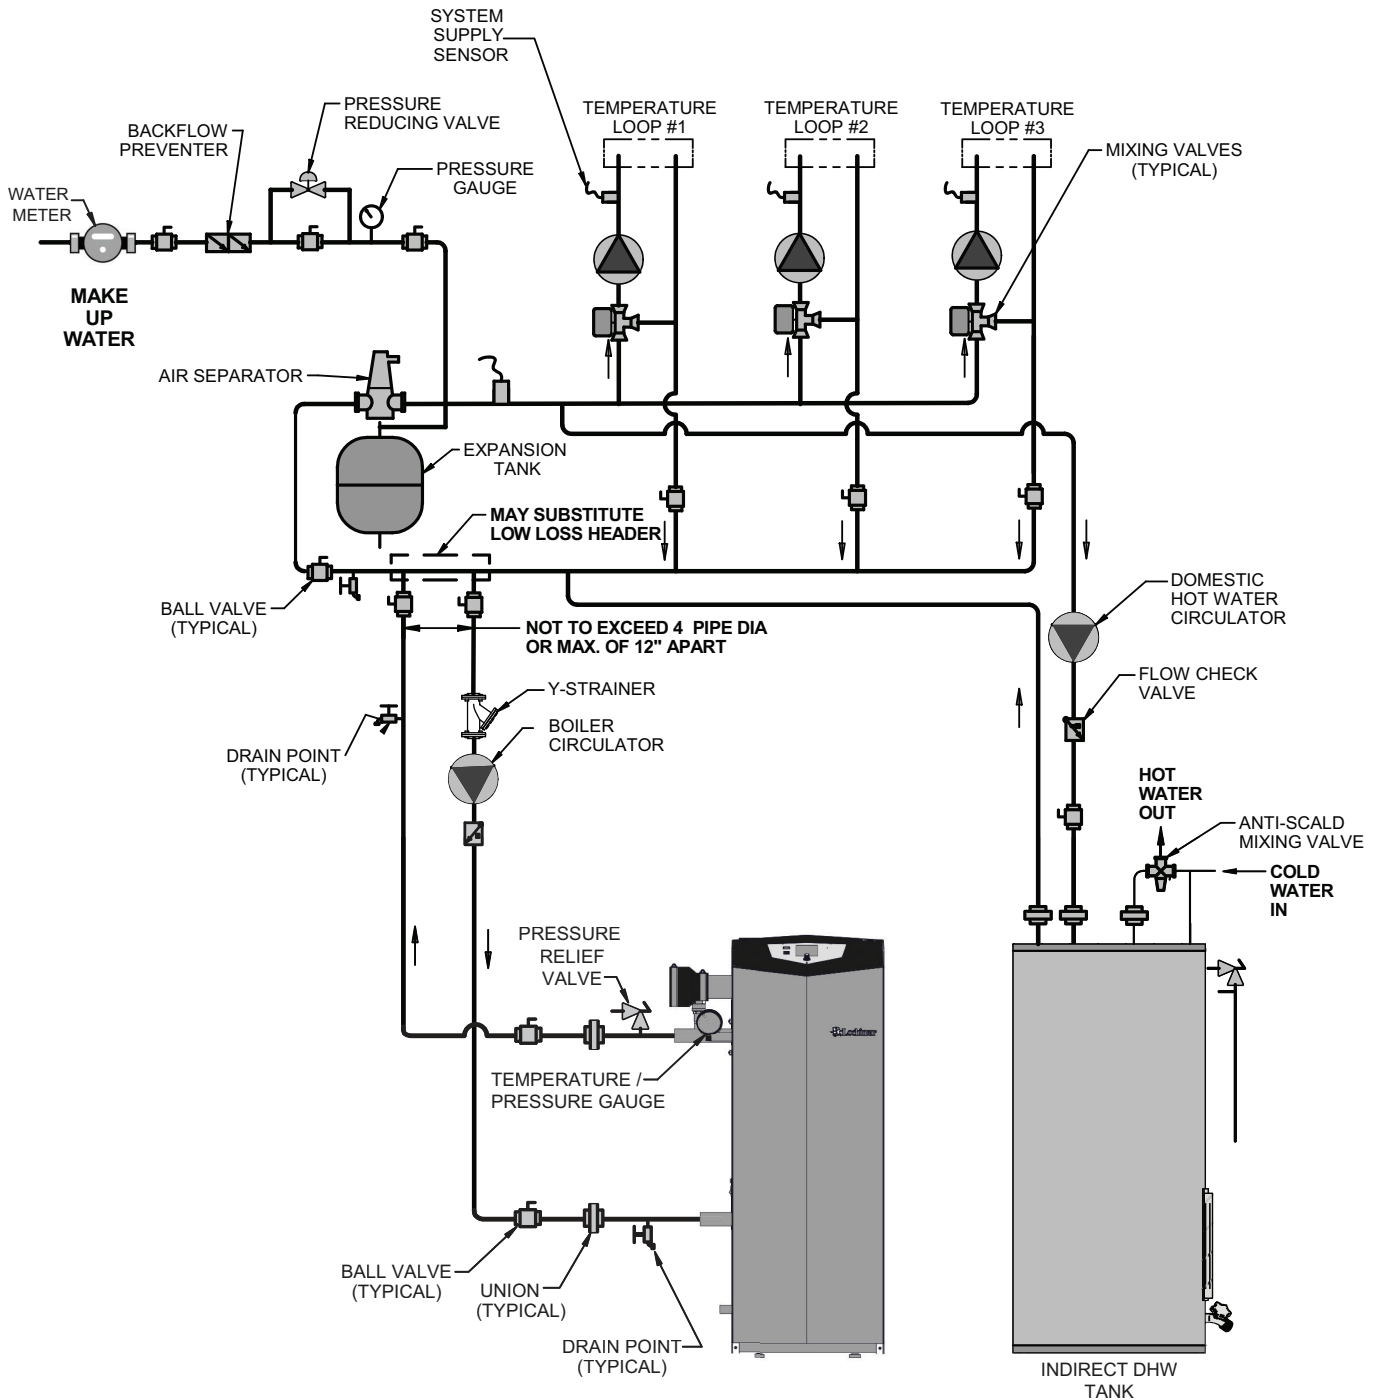 SYSTEM
SUPPLY
SENSOR
PRESSURE
REDUCING VALVE
BACKFLOW
PREVENTER
PRESSURE
GAUGE
WATER
METER
MAKE
UP
WATER
TEMPERATURE
LOOP #1
TEMPERATURE
LOOP #2
TEMPERATURE
LOOP #3
MIXING VALVES
(TYPICAL)
AIR SEPARATOR
EXPANSION
TANK
MAY SUBSTITUTE
LOW LOSS HEADER
BALL VALVE
(TYPICAL)
NOT TO EXCEED 4 PIPE DIA
OR MAX. OF 12" APART
DOMESTIC
HOT WATER
CIRCULATOR
Y-STRAINER
FLOW CHECK
VALVE
BOILER
CIRCULATOR
DRAIN POINT
(TYPICAL)
HOT
WATER
OUT
ANTI-SCALD
MIXING VALVE
COLD
WATER
IN
PRESSURE
RELIEF
VALVE
Lochinvar
TEMPERATURE /
PRESSURE GAUGE
BALL VALVE
(TYPICAL)
UNION
(TYPICAL)
DRAIN POINT
(TYPICAL)
INDIRECT DHW
TANK